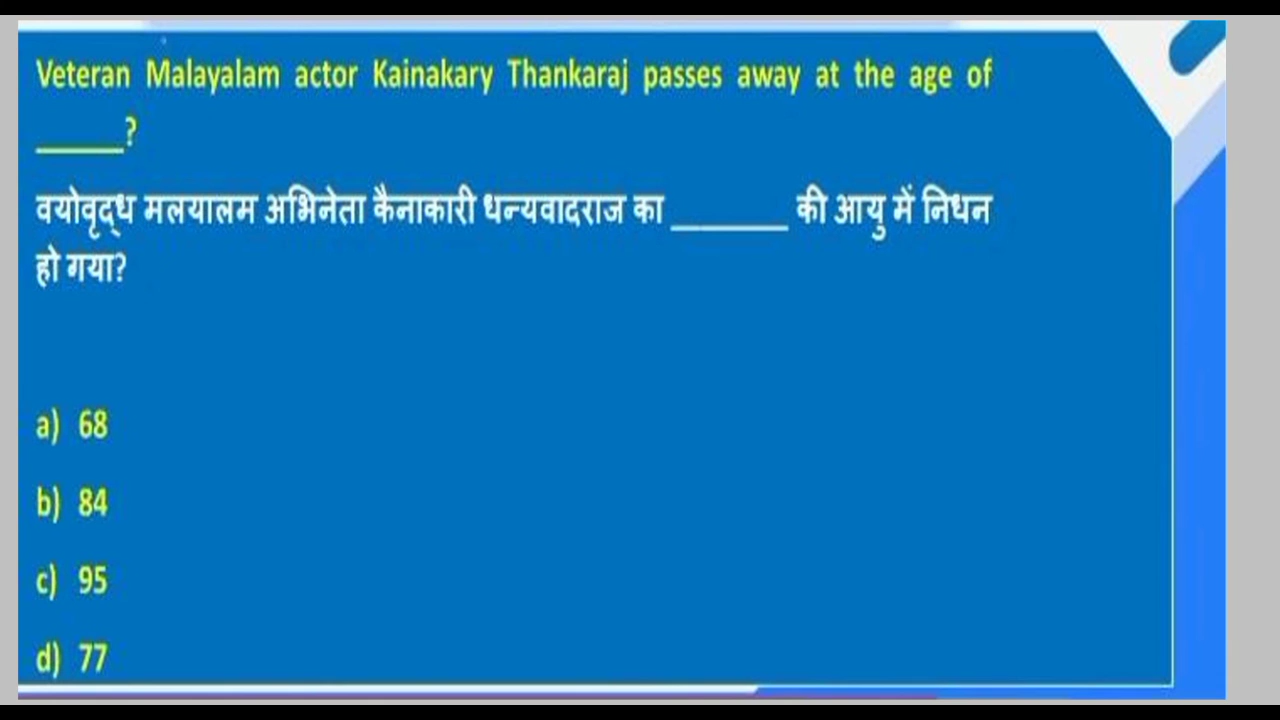 Veteran Malayalam actor Kainakary Thankaraj passes away at the age of
______?
वयोवृद्ध मलयालम अभिनेता कैनाकारी धन्यवादराज का ________ की आयु में निधन
हो गया?
a) 68
b) 84
c) 95
d) 77